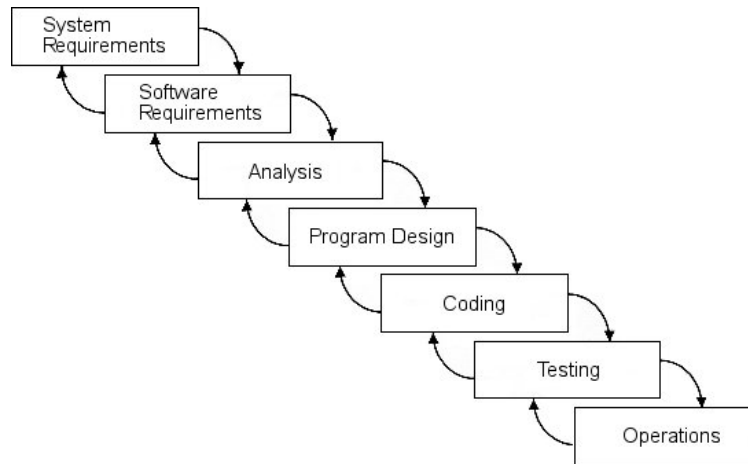 System
Requirements
Software
Requirements
Analysis
Program Design
Coding
Testing
Operations